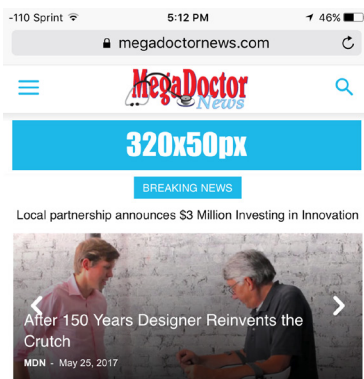 -110 Sprint 5:12 PM 46%
megadoctornews.com
MegaDoctor
News
320x50px
BREAKING NEWS
Local partnership announces $3 Million Investing in Innovation
After 150 Years Designer Reinvents the
Crutch
MDN - May 25, 2017